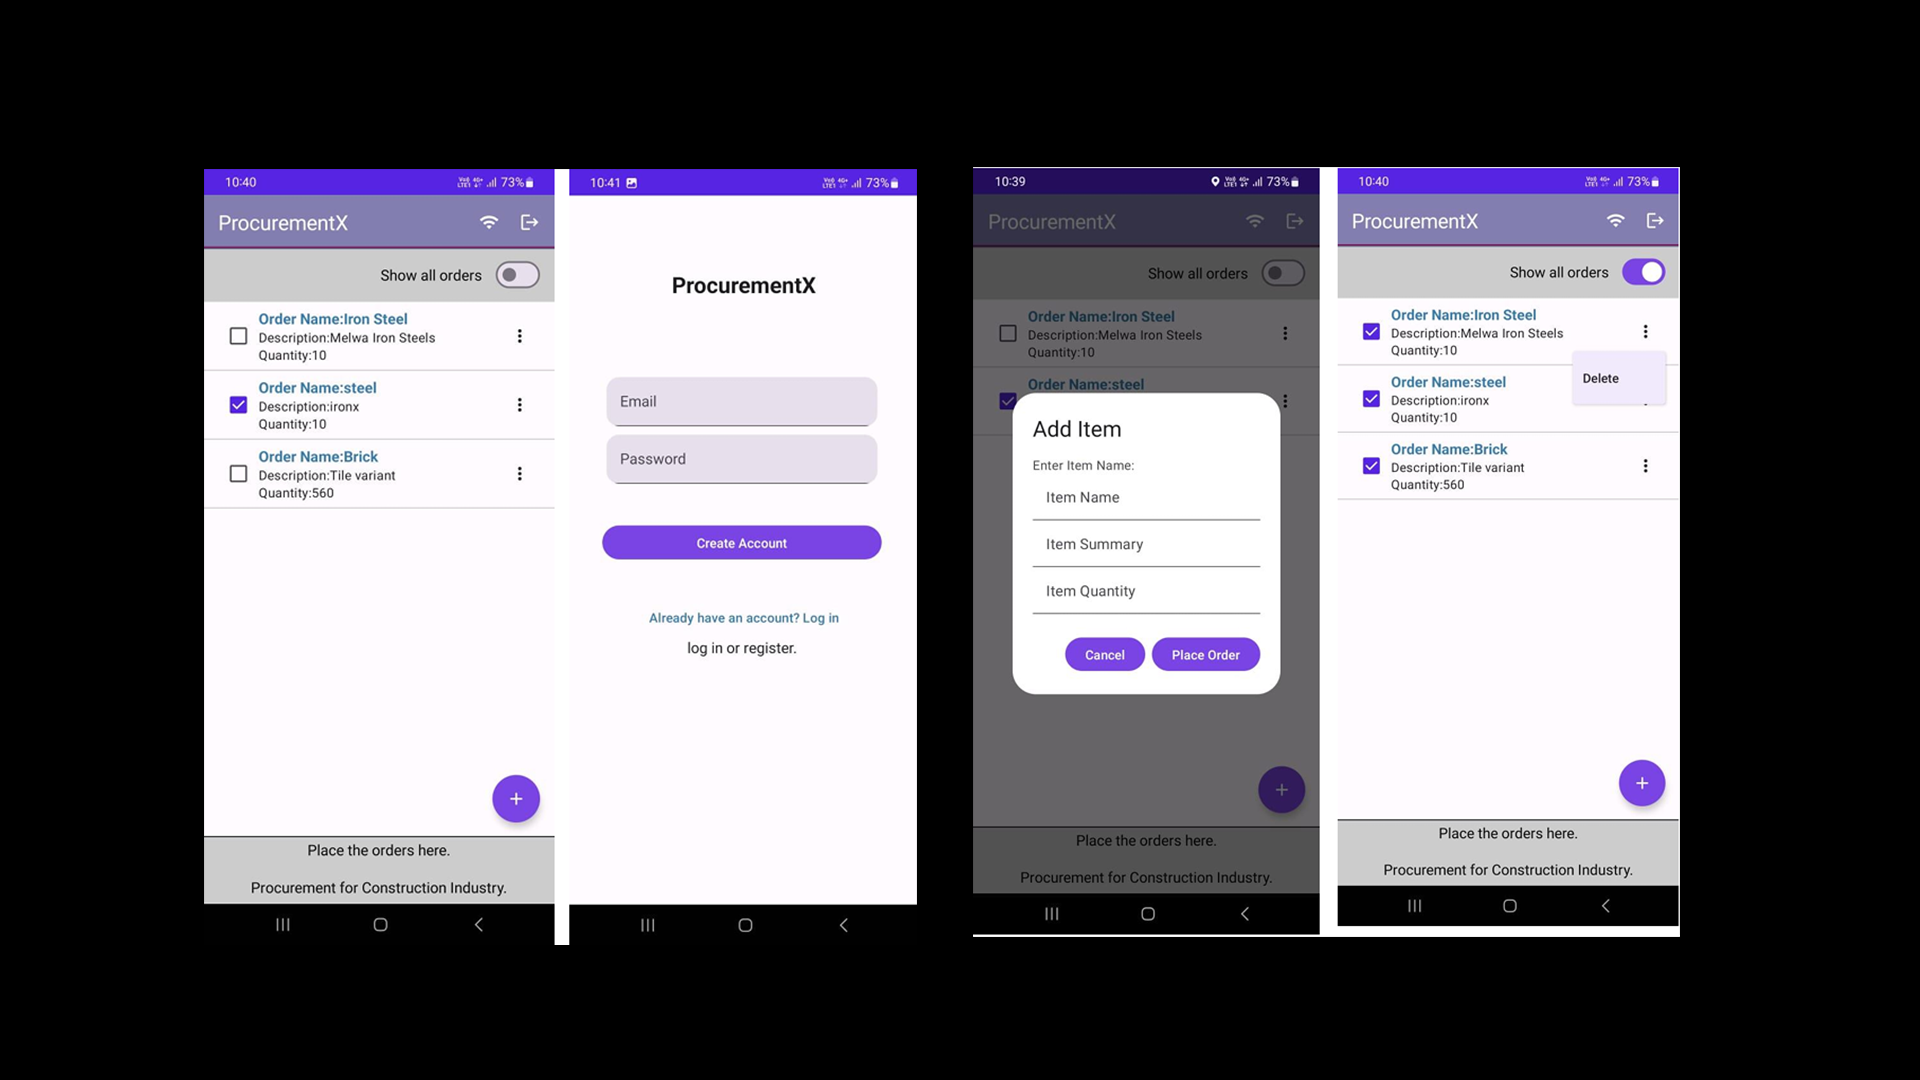 10:40
73%
ProcurementX
Show all orders
Order Name:Iron Steel
Description:Melwa Iron Steels
Quantity:10
Order Name:steel
Description:ironx
Quantity:10
Order Name:Brick
Description:Tile variant
Quantity:560
+
Place the orders here.
Procurement for Construction Industry.
10:41
73%
ProcurementX
Email
Password
Create Account
Already have an account? Log in
log in or register.
10:39
73%
ProcurementX
Show all orders
Order Name:Iron Steel
Description:Melwa Iron Steels
Quantity:10
Order Name:steel
Add Item
Enter Item Name:
Item Name
Item Summary
Item Quantity
Cancel
Place Order
+
Place the orders here.
Procurement for Construction Industry.
10:40
73%
ProcurementX
Show all orders
Order Name:Iron Steel
Description:Melwa Iron Steels
Quantity:10
Delete
Order Name:steel
Description:ironx
Quantity:10
Order Name:Brick
Description:Tile variant
Quantity:560
+
Place the orders here.
Procurement for Construction Industry.